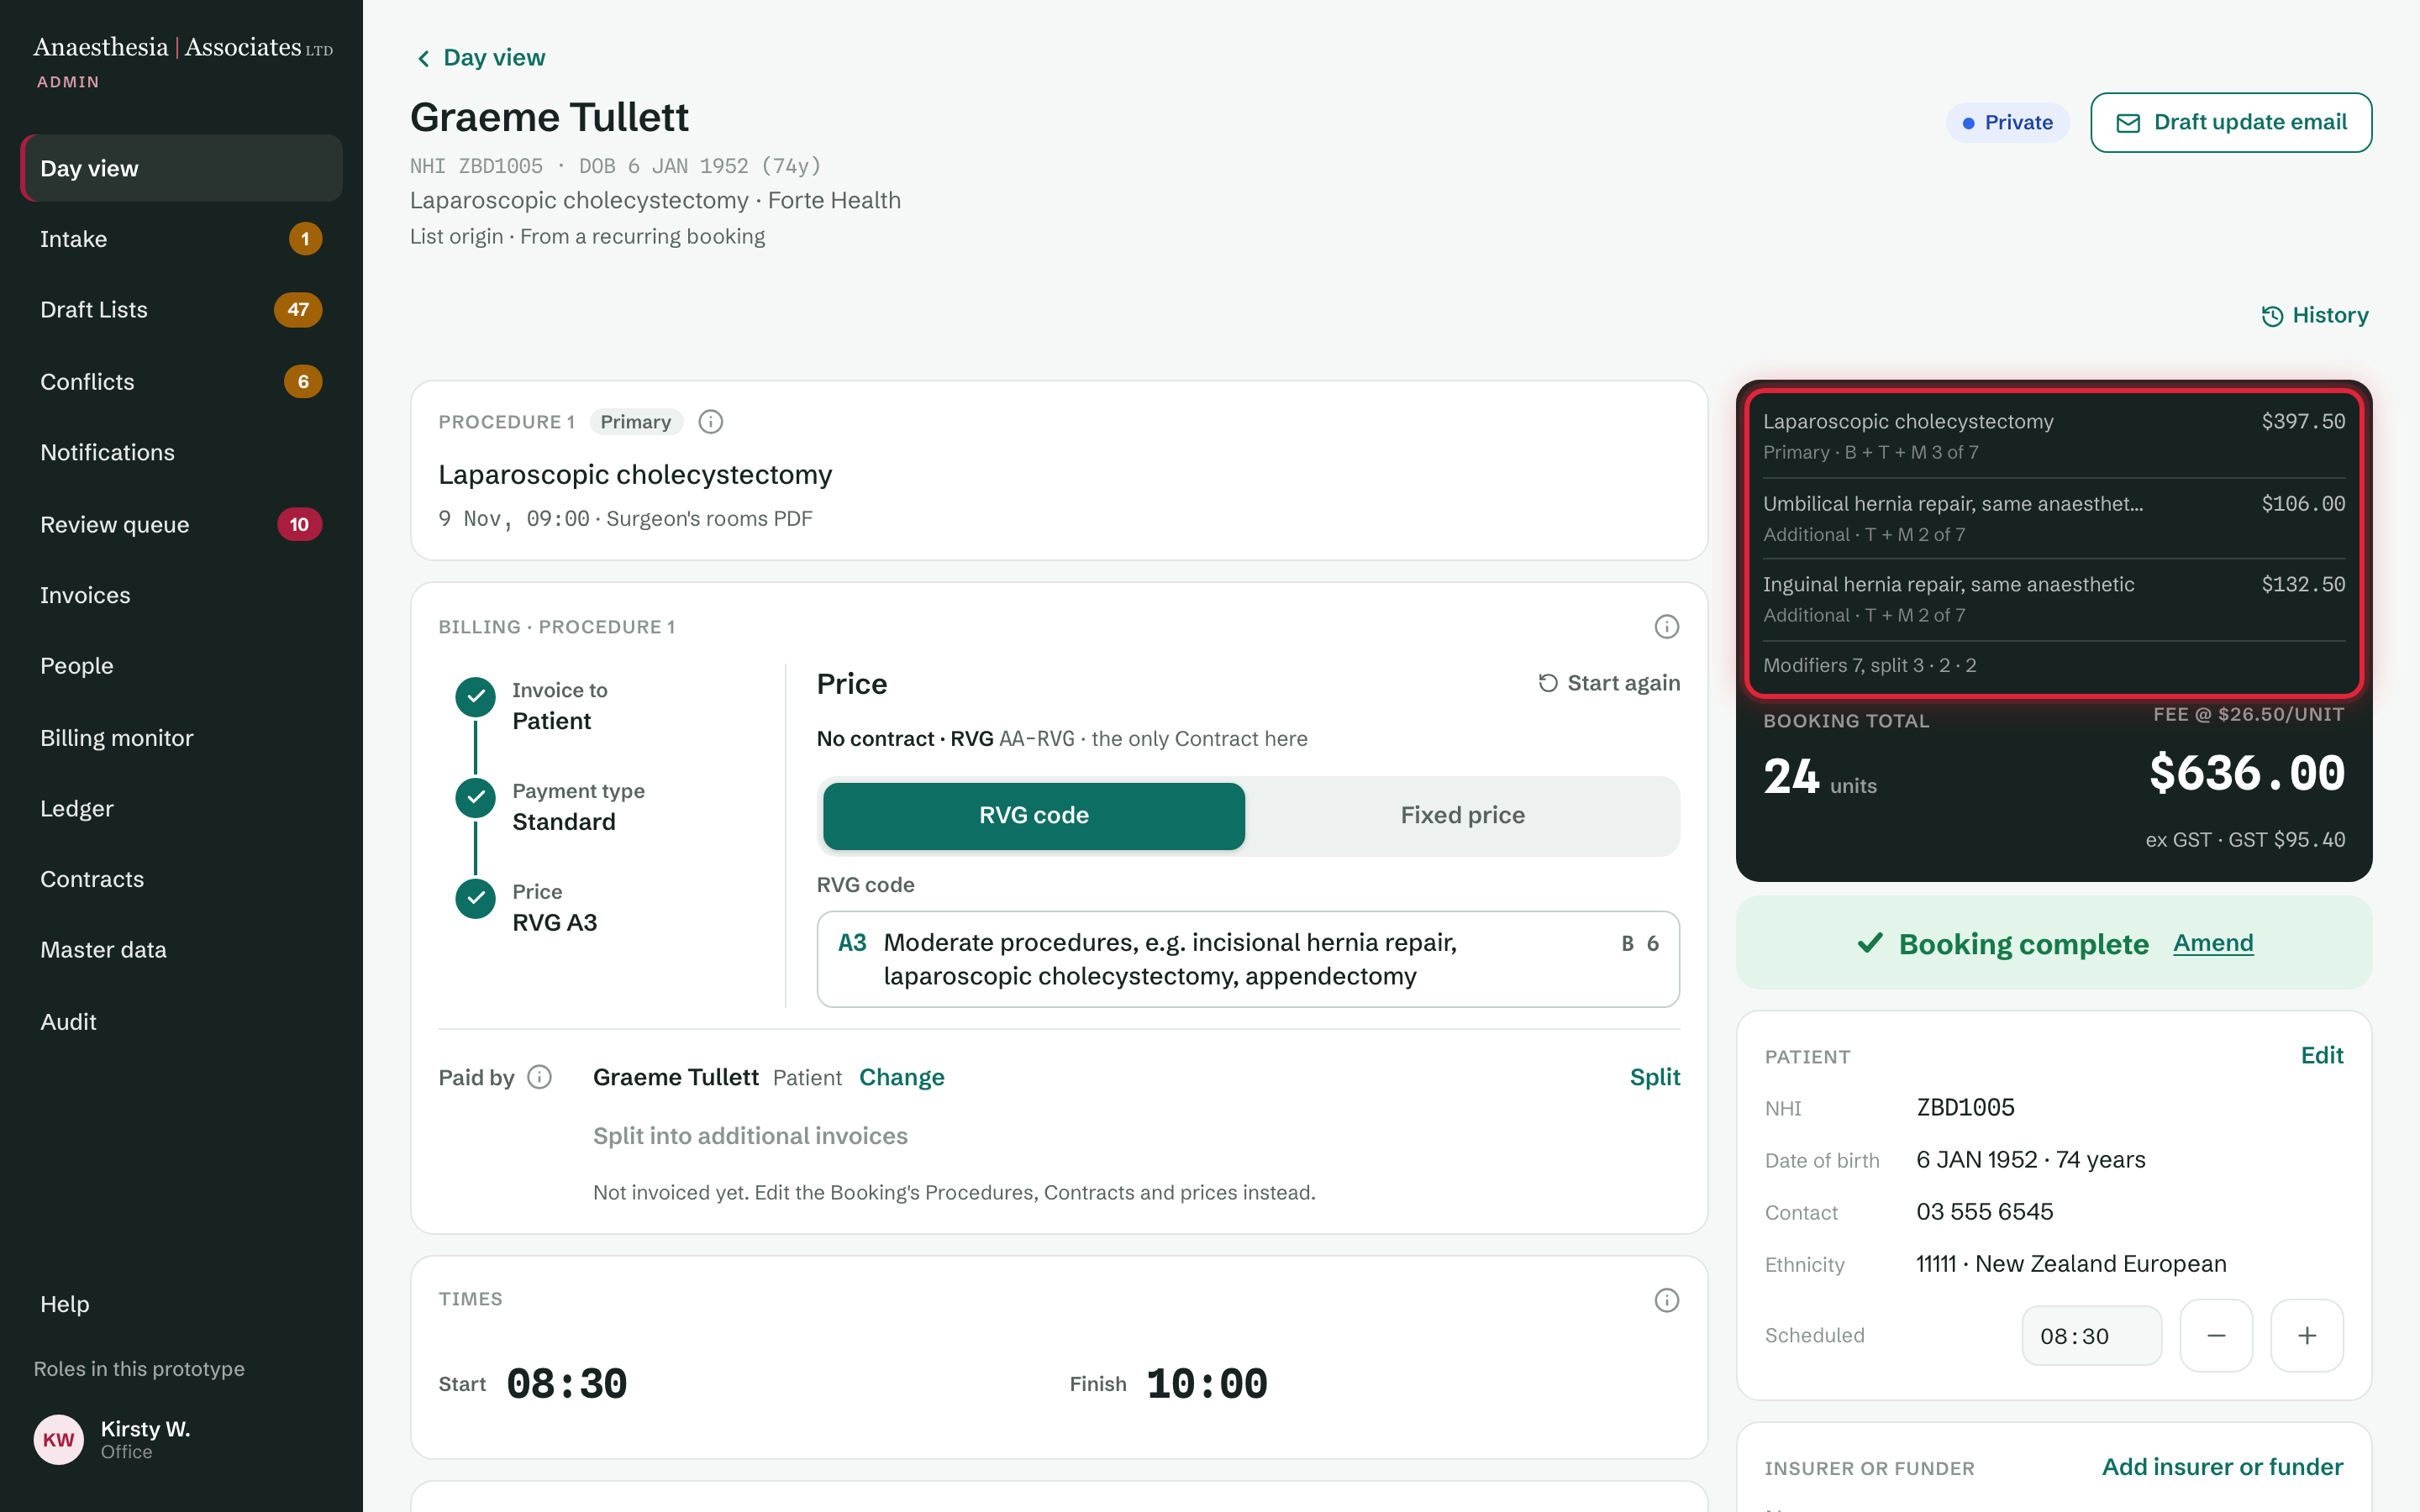 Anaesthesia | Associates LTD
ADMIN
Day view
Intake 1
Draft Lists 47
Conflicts 6
Notifications
Review queue 10
Invoices
People
Billing monitor
Ledger
Contracts
Master data
Audit
Help
Roles in this prototype
KW Kirsty W.
Office
Day view
Graeme Tullett
NHI ZBD1005 · DOB 6 JAN 1952 (74y)
Laparoscopic cholecystectomy · Forte Health
List origin · From a recurring booking
Private
Draft update email
History
PROCEDURE 1 Primary
Laparoscopic cholecystectomy
9 Nov, 09:00 · Surgeon's rooms PDF
BILLING · PROCEDURE 1
Invoice to
Patient
Payment type
Standard
Price
RVG A3
Price
Start again
No contract · RVG AA-RVG · the only Contract here
RVG code
Fixed price
RVG code
A3 Moderate procedures, e.g. incisional hernia repair, B 6
laparoscopic cholecystectomy, appendectomy
Paid by Graeme Tullett Patient Change Split
Split into additional invoices
Not invoiced yet. Edit the Booking's Procedures, Contracts and prices instead.
TIMES
Start 08:30 Finish 10:00
Laparoscopic cholecystectomy $397.50
Primary · B + T + M 3 of 7
Umbilical hernia repair, same anaesthet... $106.00
Additional · T + M 2 of 7
Inguinal hernia repair, same anaesthetic $132.50
Additional · T + M 2 of 7
Modifiers 7, split 3 · 2 · 2
BOOKING TOTAL FEE @ $26.50/UNIT
24 units $636.00
ex GST · GST $95.40
Booking complete Amend
PATIENT Edit
NHI ZBD1005
Date of birth 6 JAN 1952 · 74 years
Contact 03 555 6545
Ethnicity 11111 · New Zealand European
Scheduled 08:30 − +
INSURER OR FUNDER Add insurer or funder